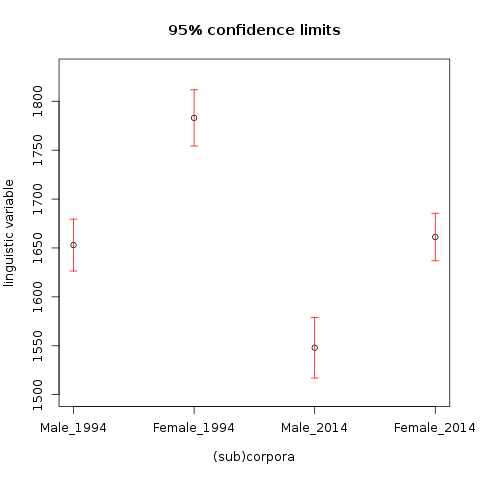 95% confidence limits
linguistic variable
1800
1750
1700
1650
1600
1550
1500
Male_1994 Female_1994 Male_2014 Female_2014
(sub)corpora